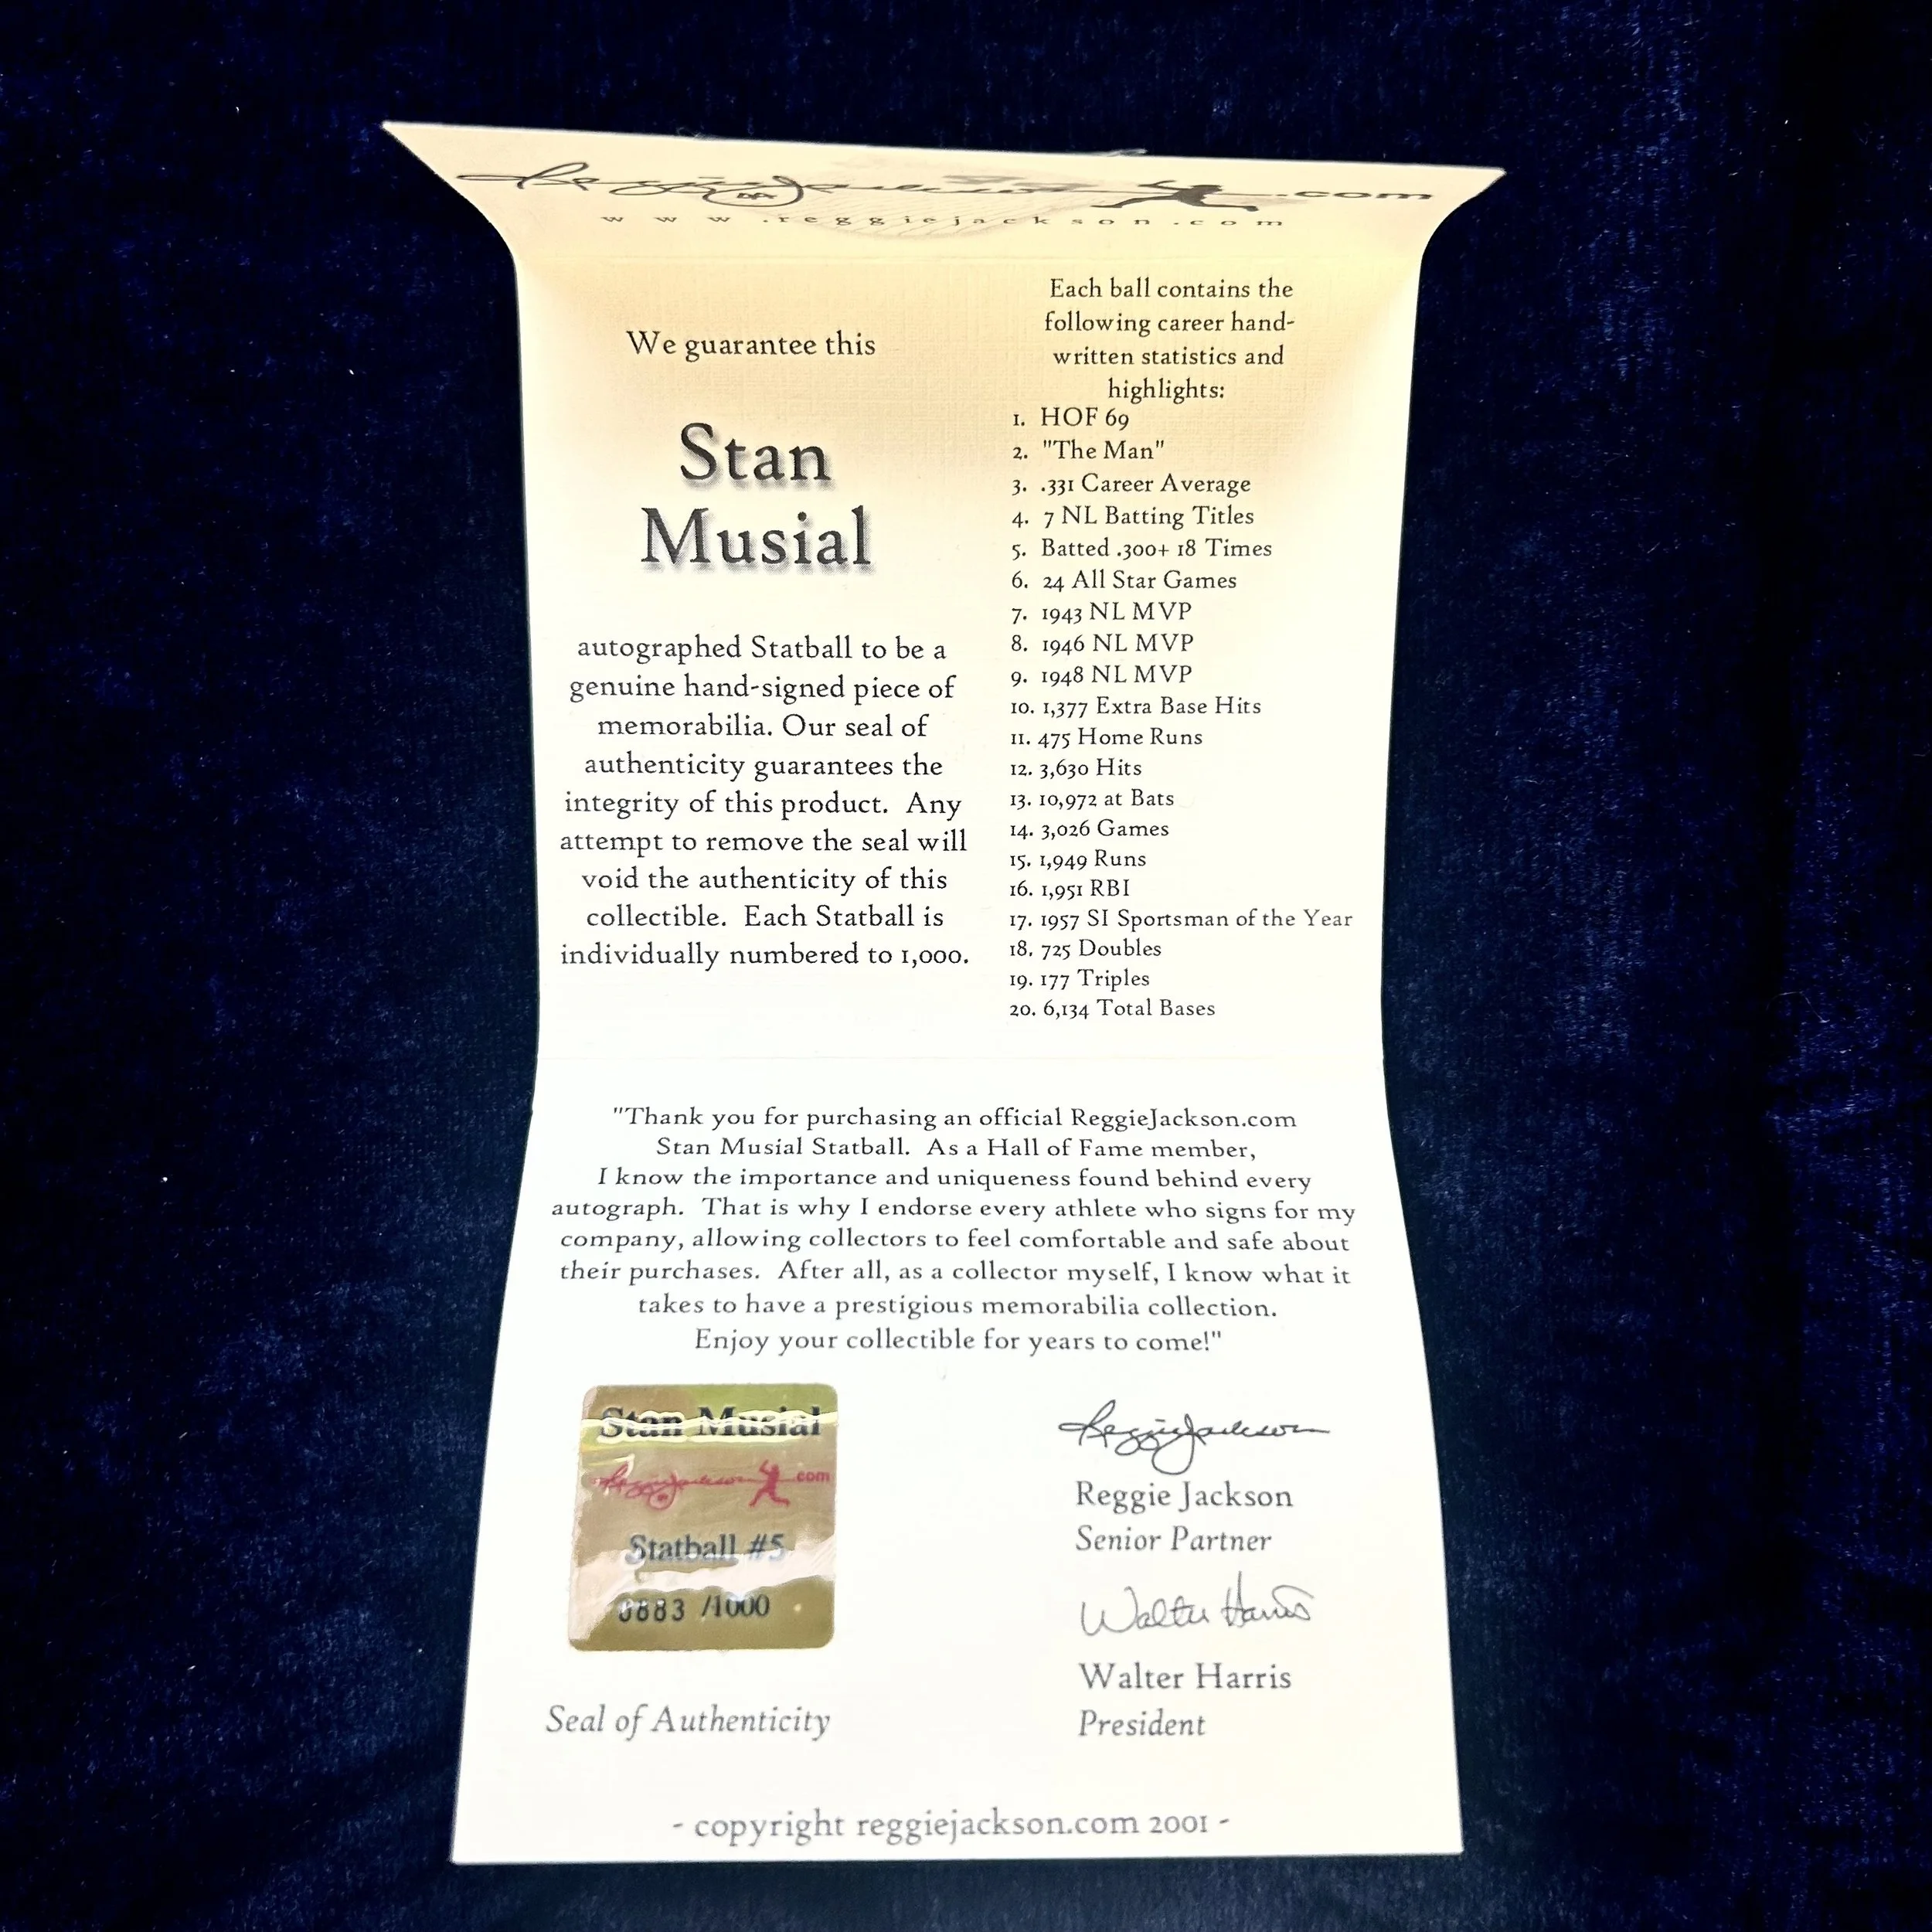 ReggieJackson.com
www.reggiejackson.com
We guarantee this
Stan
Musial
autographed Statball to be a
genuine hand-signed piece of
memorabilia. Our seal of
authenticity guarantees the
integrity of this product. Any
attempt to remove the seal will
void the authenticity of this
collectible. Each Statball is
individually numbered to 1,000.
Each ball contains the
following career hand-
written statistics and
highlights:
1. HOF 69
2. "The Man"
3. .331 Career Average
4. 7 NL Batting Titles
5. Batted .300+ 18 Times
6. 24 All Star Games
7. 1943 NL MVP
8. 1946 NL MVP
9. 1948 NL MVP
10. 1,377 Extra Base Hits
11. 475 Home Runs
12. 3,630 Hits
13. 10,972 at Bats
14. 3,026 Games
15. 1,949 Runs
16. 1,951 RBI
17. 1957 SI Sportsman of the Year
18. 725 Doubles
19. 177 Triples
20. 6,134 Total Bases
"Thank you for purchasing an official ReggieJackson.com
Stan Musial Statball. As a Hall of Fame member,
I know the importance and uniqueness found behind every
autograph. That is why I endorse every athlete who signs for my
company, allowing collectors to feel comfortable and safe about
their purchases. After all, as a collector myself, I know what it
takes to have a prestigious memorabilia collection.
Enjoy your collectible for years to come!"
Stan Musial
ReggieJackson.com
Statball #5
0883 /1000
Seal of Authenticity
Reggie Jackson
Reggie Jackson
Senior Partner
Walter Harris
Walter Harris
President
- copyright reggiejackson.com 2001 -